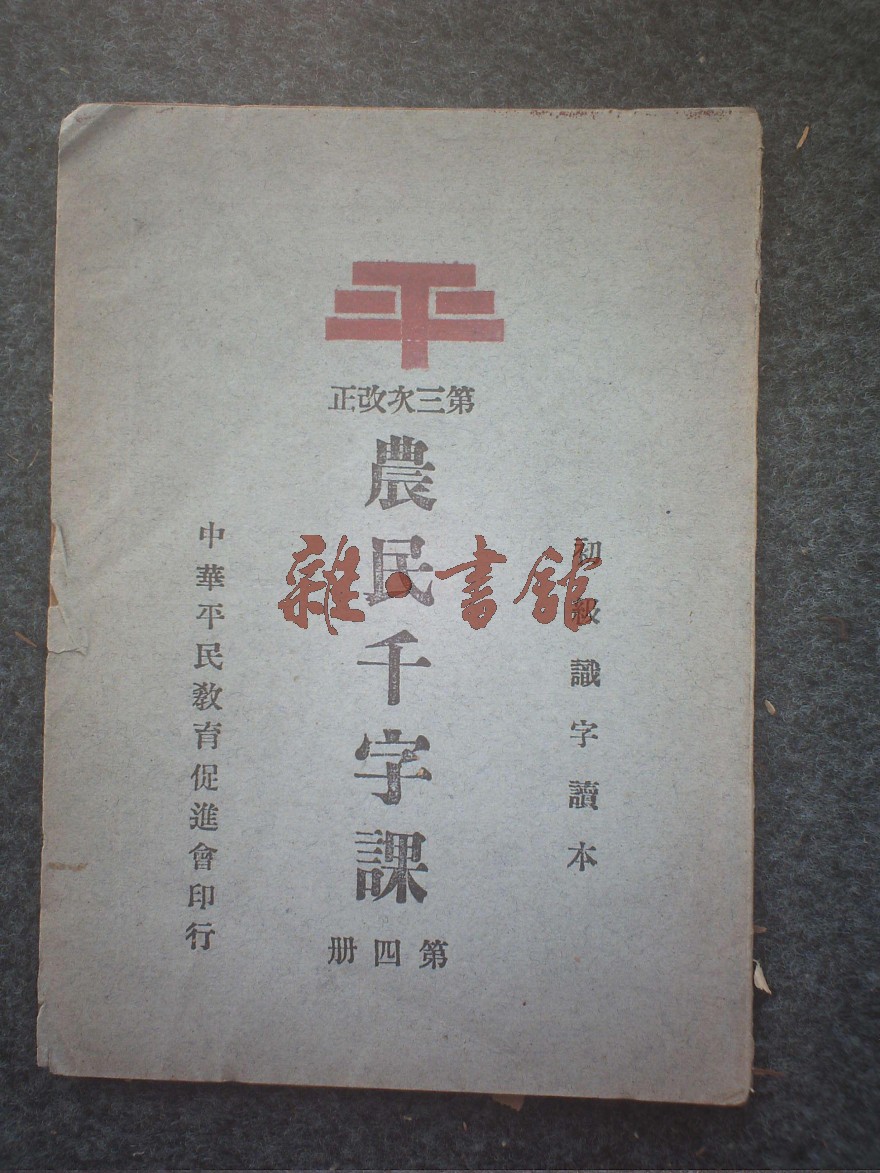 平
第三次改正
初級識字讀本
農民千字課
第四册
中華平民教育促進會印行
雜·書館